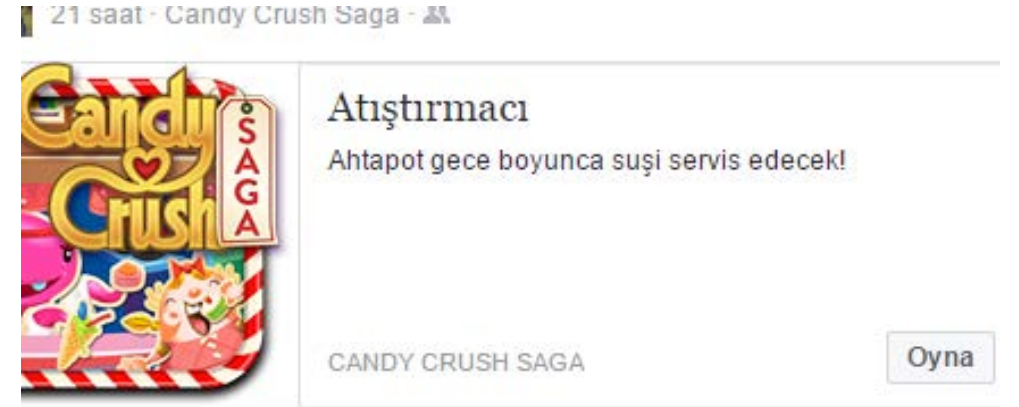 21 saat · Candy Crush Saga ·
Candy
Crush
SAGA
Atıştırmacı
Ahtapot gece boyunca suşi servis edecek!
CANDY CRUSH SAGA
Oyna